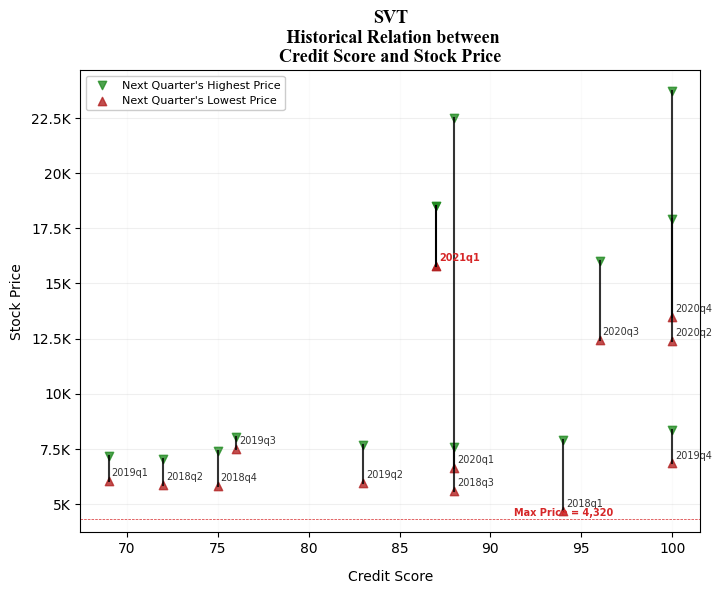 SVT
Historical Relation between
Credit Score and Stock Price
Next Quarter's Highest Price
Next Quarter's Lowest Price
22.5K
20K
17.5K
15K
12.5K
10K
7.5K
5K
Stock Price
2021q1
2020q4
2020q3
2020q2
2019q3
2019q1
2018q2
2018q4
2019q2
2020q1
2018q3
2019q4
2018q1
Max Price = 4,320
70
75
80
85
90
95
100
Credit Score